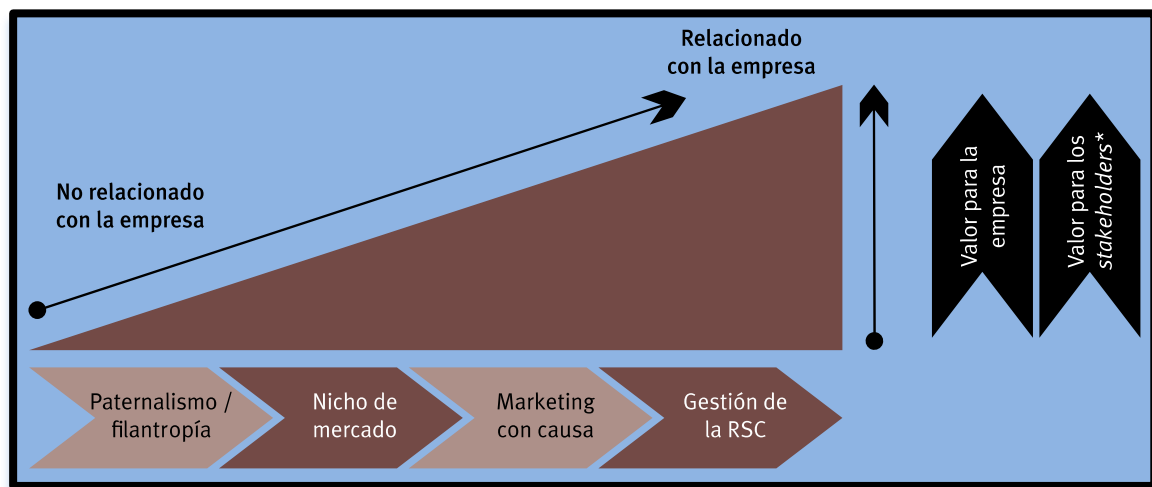 Relacionado
con la empresa
No relacionado
con la empresa
Valor para la
empresa
Valor para los
stakeholders*
Paternalismo /
filantropía
Nicho de
mercado
Marketing
con causa
Gestión de
la RSC